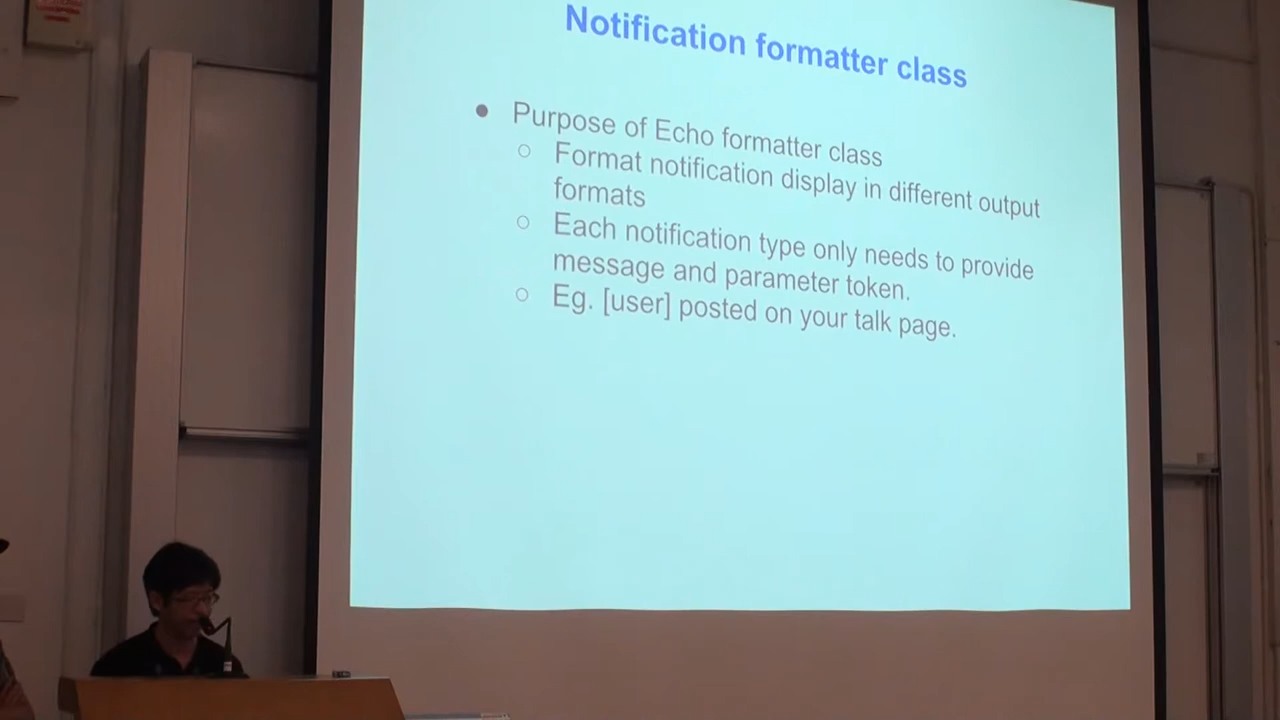 Notification formatter class
● Purpose of Echo formatter class
○ Format notification display in different output
formats
○ Each notification type only needs to provide
message and parameter token.
○ Eg. [user] posted on your talk page.